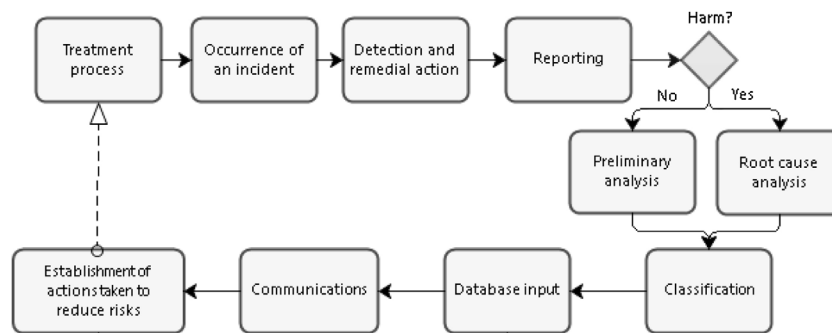 Harm?
Treatment
process
Occurrence of
an incident
Detection and
remedial action
Reporting
No
Yes
Preliminary
analysis
Root cause
analysis
Establishment of
actions taken to
reduce risks
Communications
Database input
Classification